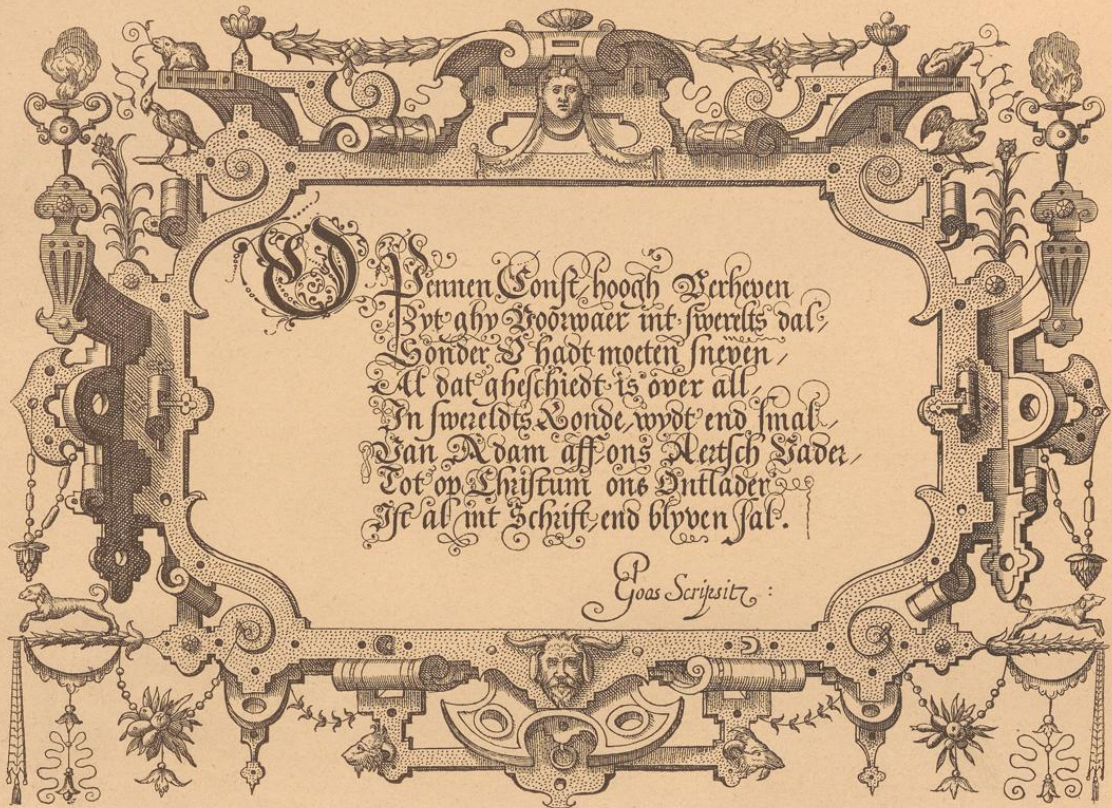 O Pennen Const, hoogh Verheven
Zyt ghy Voorwaer int swerelts dal,
Sonder V hadt moeten sneven,
Al dat gheschiedt is over all,
In swereldts Ronde, wydt end smal,
Van Adam aff ons Aertsch Vader,
Tot op Christum ons Ontlader
Ist al int Schrift, end blyven sal.
Goos Scripsit :